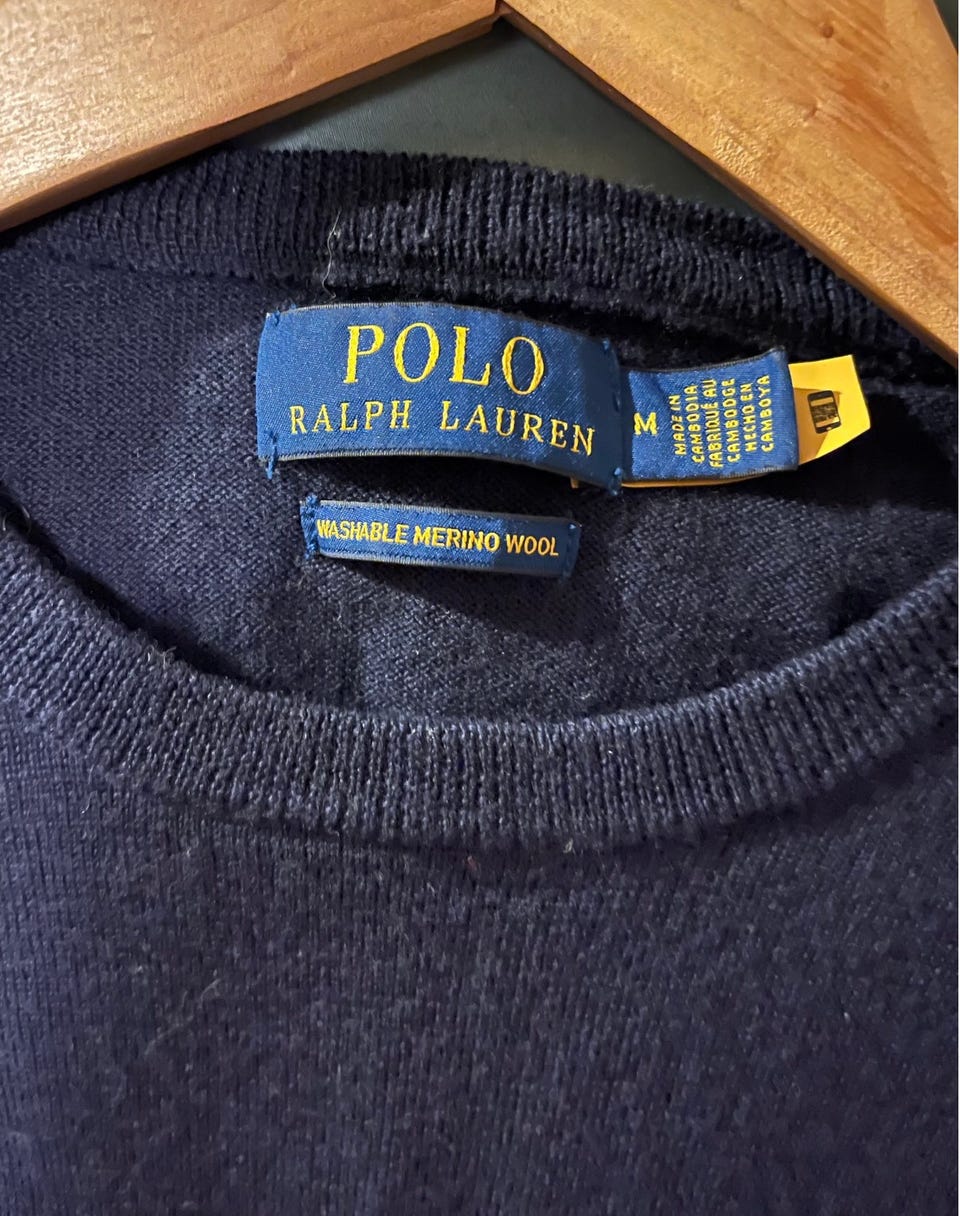 POLO
RALPH LAUREN
M
MADE IN
CAMBODIA
FABRIQUÉ AU
CAMBODGE
HECHO EN
CAMBOYA
WASHABLE MERINO WOOL